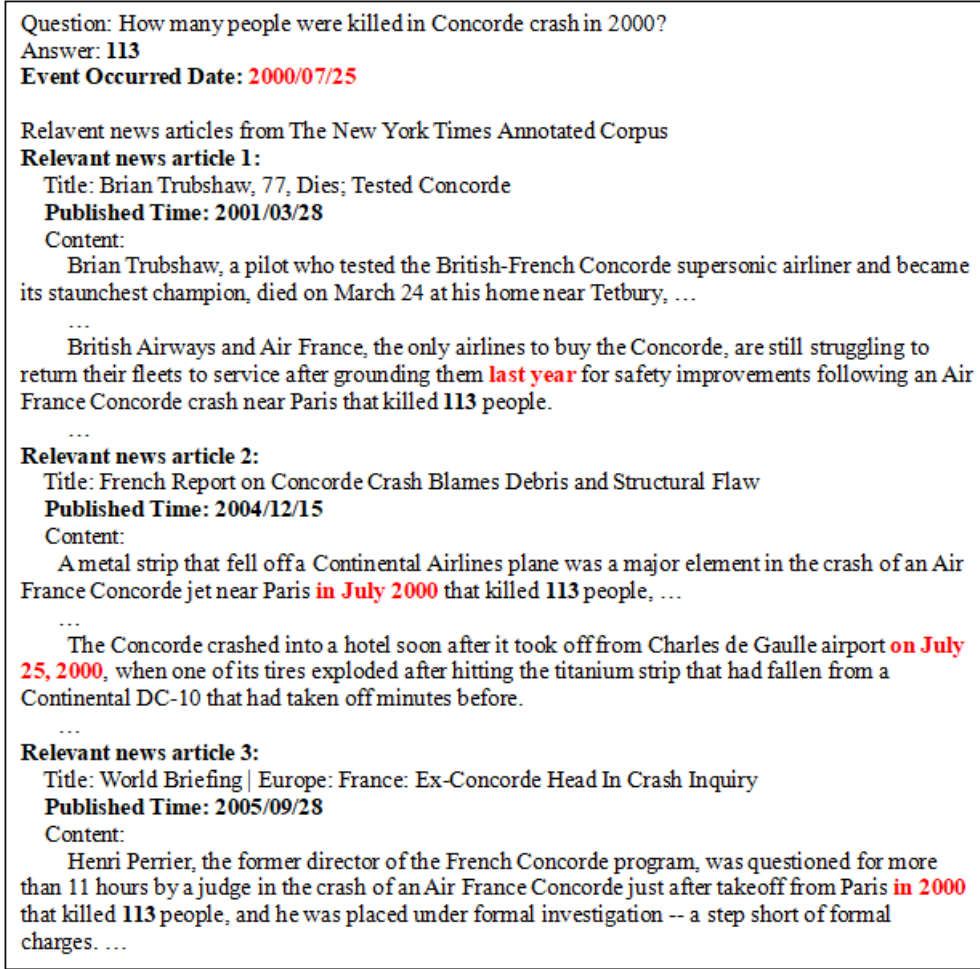 Question: How many people were killed in Concorde crash in 2000?
Answer: 113
Event Occurred Date: 2000/07/25
Relavent news articles from The New York Times Annotated Corpus
Relevant news article 1:
Title: Brian Trubshaw, 77, Dies; Tested Concorde
Published Time: 2001/03/28
Content:
Brian Trubshaw, a pilot who tested the British-French Concorde supersonic airliner and became
its staunchest champion, died on March 24 at his home near Tetbury, …
…
British Airways and Air France, the only airlines to buy the Concorde, are still struggling to
return their fleets to service after grounding them last year for safety improvements following an Air
France Concorde crash near Paris that killed 113 people.
…
Relevant news article 2:
Title: French Report on Concorde Crash Blames Debris and Structural Flaw
Published Time: 2004/12/15
Content:
A metal strip that fell off a Continental Airlines plane was a major element in the crash of an Air
France Concorde jet near Paris in July 2000 that killed 113 people, …
…
The Concorde crashed into a hotel soon after it took off from Charles de Gaulle airport on July
25, 2000, when one of its tires exploded after hitting the titanium strip that had fallen from a
Continental DC-10 that had taken off minutes before.
…
Relevant news article 3:
Title: World Briefing | Europe: France: Ex-Concorde Head In Crash Inquiry
Published Time: 2005/09/28
Content:
Henri Perrier, the former director of the French Concorde program, was questioned for more
than 11 hours by a judge in the crash of an Air France Concorde just after takeoff from Paris in 2000
that killed 113 people, and he was placed under formal investigation -- a step short of formal
charges. …